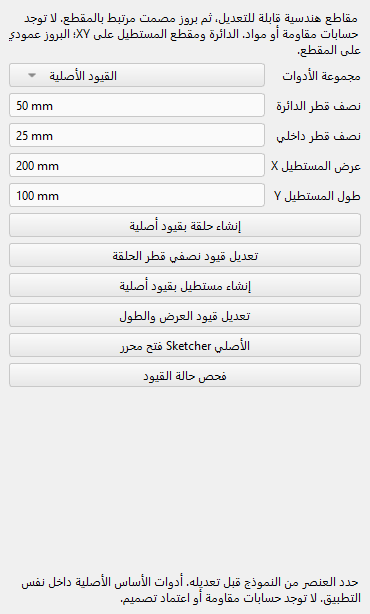 مقاطع هندسية قابلة للتعديل، ثم بروز مصمت مرتبط بالمقطع. لا توجد
حسابات مقاومة أو مواد. الدائرة ومقطع المستطيل على XY؛ البروز عمودي
على المقطع.
مجموعة الأدوات القيود الأصلية
نصف قطر الدائرة 50 mm
نصف قطر داخلي 25 mm
عرض المستطيل X 200 mm
طول المستطيل Y 100 mm
إنشاء حلقة بقيود أصلية
تعديل قيود نصفي قطر الحلقة
إنشاء مستطيل بقيود أصلية
تعديل قيود العرض والطول
فتح محرر Sketcher الأصلي
فحص حالة القيود
حدد العنصر من النموذج قبل تعديله. أدوات الأساس الأصلية داخل نفس
التطبيق. لا توجد حسابات مقاومة أو اعتماد تصميم.